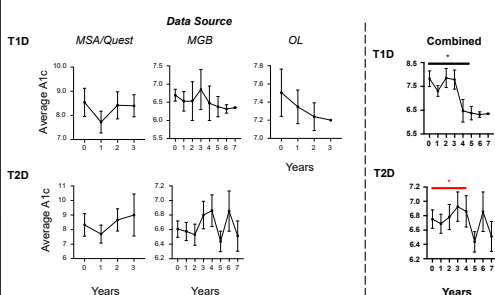 Data Source
T1D MSA/Quest MGB OL Combined
T1D
Average A1c
10.0
9.0
8.0
7.0
0 1 2 3
7.5
7.0
6.5
6.0
5.5
0 1 2 3 4 5 6 7
7.8
7.6
7.4
7.2
7.0
0 1 2 3
Years
*
8.5
7.5
6.5
5.5
0 1 2 3 4 5 6 7
T2D
Average A1c
11
10
9
8
7
6
0 1 2 3
Years
7.2
7.0
6.8
6.6
6.4
6.2
0 1 2 3 4 5 6 7
Years
T2D
*
7.2
7.0
6.8
6.6
6.4
6.2
0 1 2 3 4 5 6 7
Years